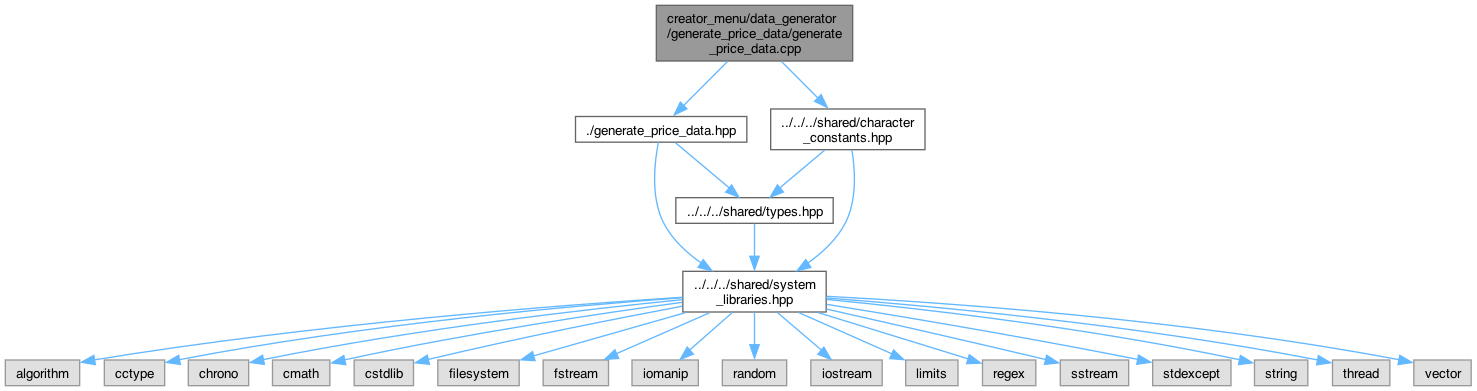 creator_menu/data_generator
/generate_price_data/generate
_price_data.cpp
./generate_price_data.hpp
../../../shared/character
_constants.hpp
../../../shared/types.hpp
../../../shared/system
_libraries.hpp
algorithm
cctype
chrono
cmath
cstdlib
filesystem
fstream
iomanip
random
iostream
limits
regex
sstream
stdexcept
string
thread
vector